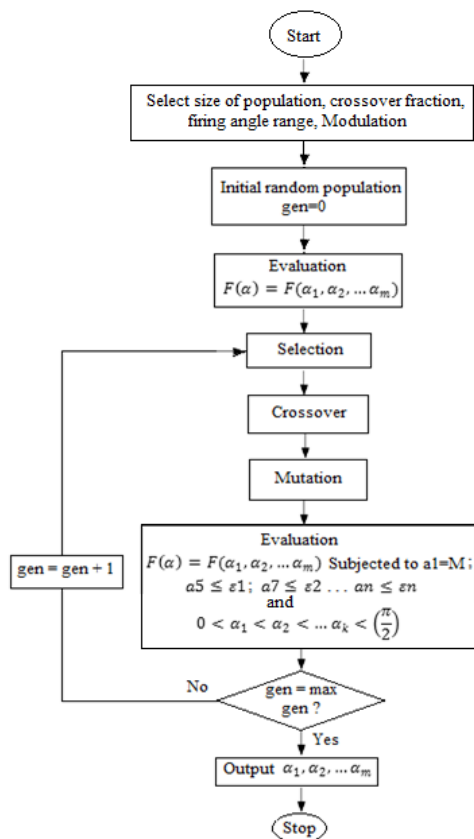 Start
Select size of population, crossover fraction,
firing angle range, Modulation
Initial random population
gen=0
Evaluation
F(α) = F(α₁, α₂, … αₘ)
Selection
Crossover
Mutation
Evaluation
F(α) = F(α₁, α₂, … αₘ) Subjected to a1=M ;
a5 ≤ ε1; a7 ≤ ε2 … an ≤ εn
and
0 < α₁ < α₂ < … αₖ < (π/2)
gen = gen + 1
No
gen = max
gen ?
Yes
Output α₁, α₂, … αₘ
Stop